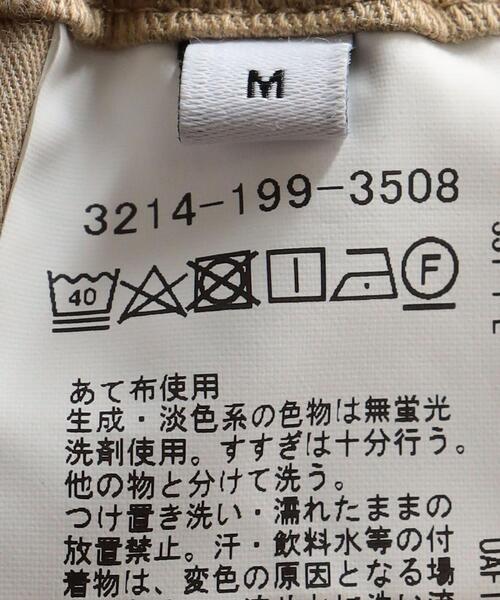 M
3214-199-3508
40
F
あて布使用
生成・淡色系の色物は無蛍光
洗剤使用。すすぎは十分行う。
他の物と分けて洗う。
つけ置き洗い・濡れたままの
放置禁止。汗・飲料水等の付
着物は、変色の原因となる場